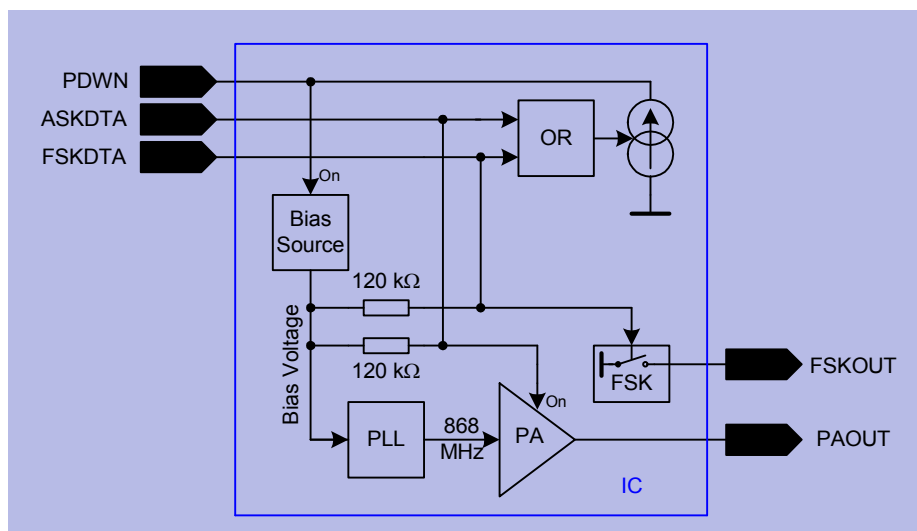 PDWN
ASKDTA
FSKDTA
OR
On
Bias
Source
120 kΩ
Bias Voltage
120 kΩ
FSK
FSKOUT
On
PLL
868
MHz
PA
PAOUT
IC